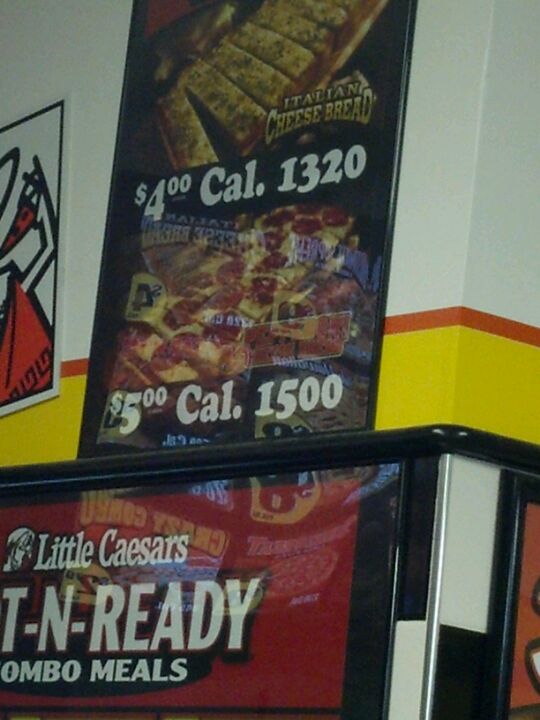 ITALIAN
CHEESE BREAD
$4.00 Cal. 1320
$5.00 Cal. 1500
Little Caesars
T-N-READY
OMBO MEALS